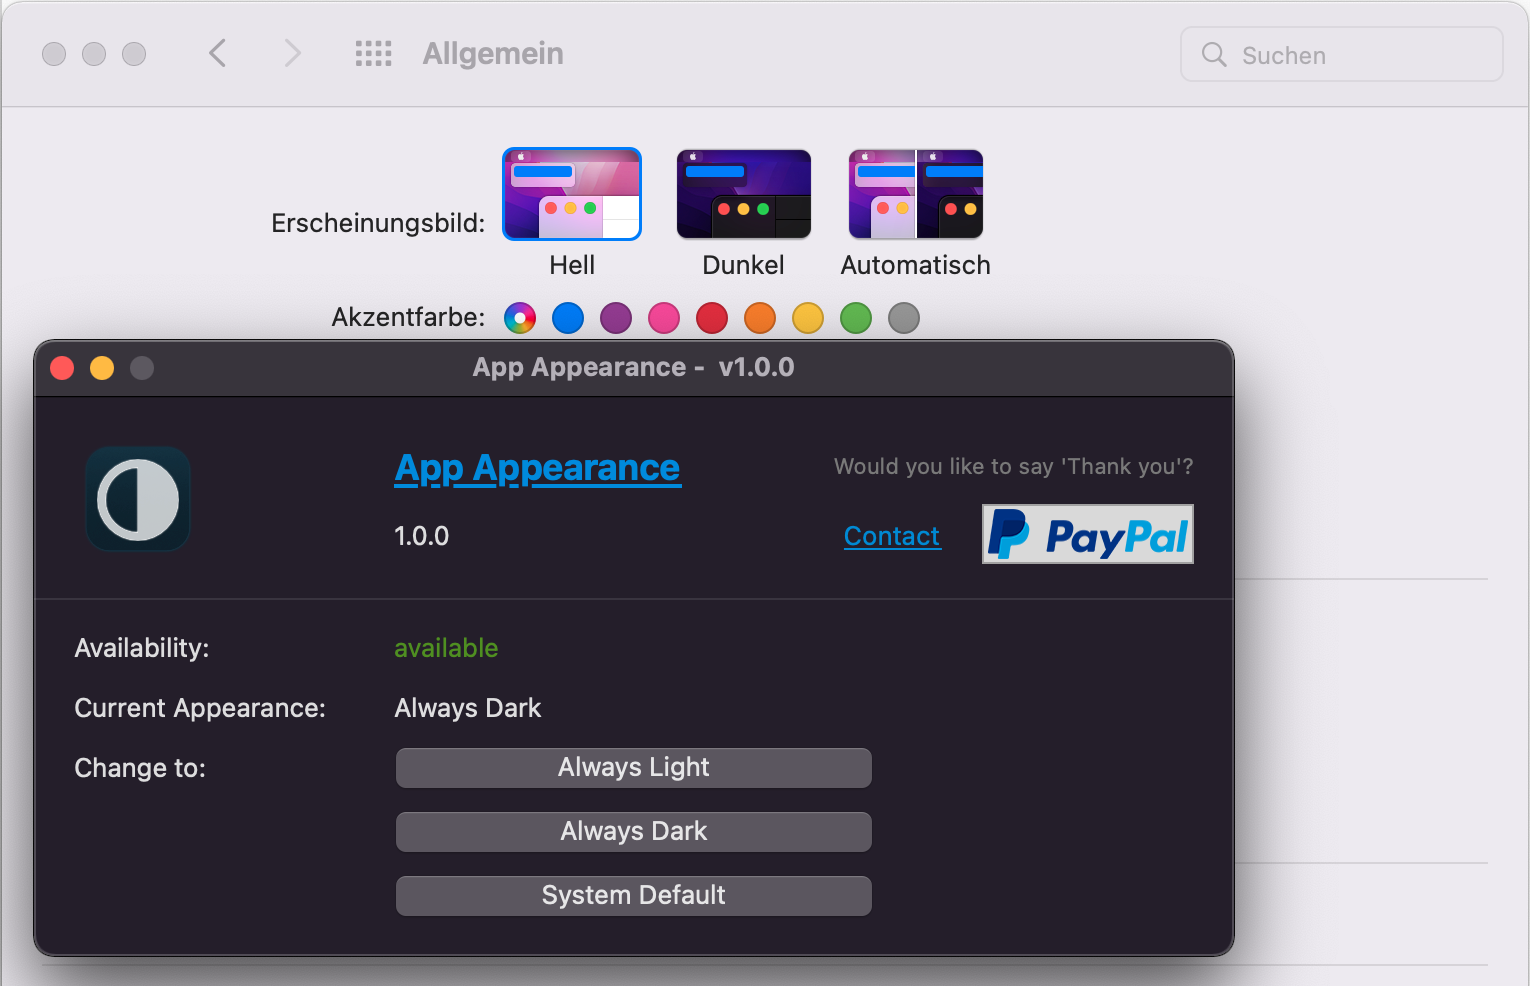 Allgemein
Suchen
Erscheinungsbild:
Hell
Dunkel
Automatisch
Akzentfarbe:
App Appearance - v1.0.0
App Appearance
Would you like to say 'Thank you'?
1.0.0
Contact
PayPal
Availability:
available
Current Appearance:
Always Dark
Change to:
Always Light
Always Dark
System Default